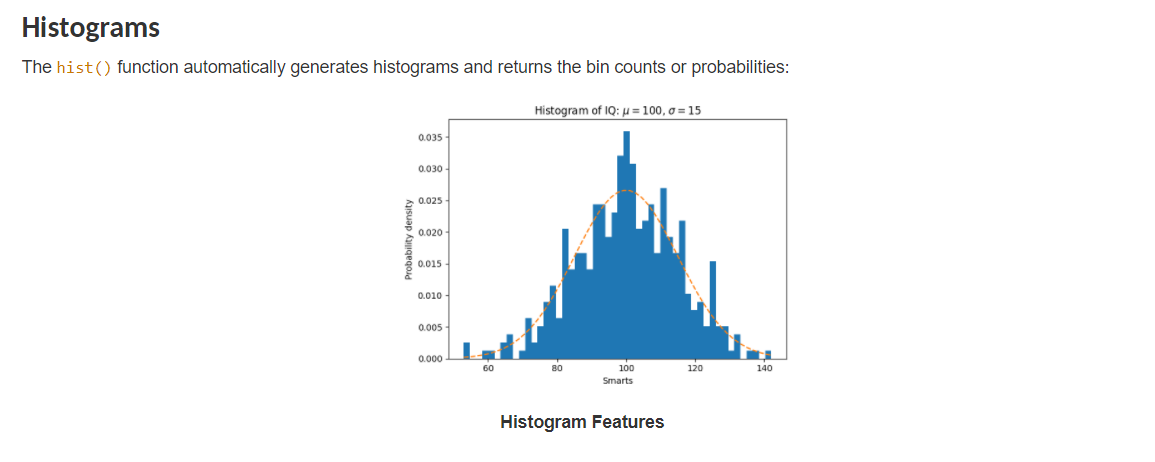 Histograms
The hist() function automatically generates histograms and returns the bin counts or probabilities:
Histogram of IQ: μ = 100, σ = 15
Probability density
0.035
0.030
0.025
0.020
0.015
0.010
0.005
0.000
60 80 100 120 140
Smarts
Histogram Features